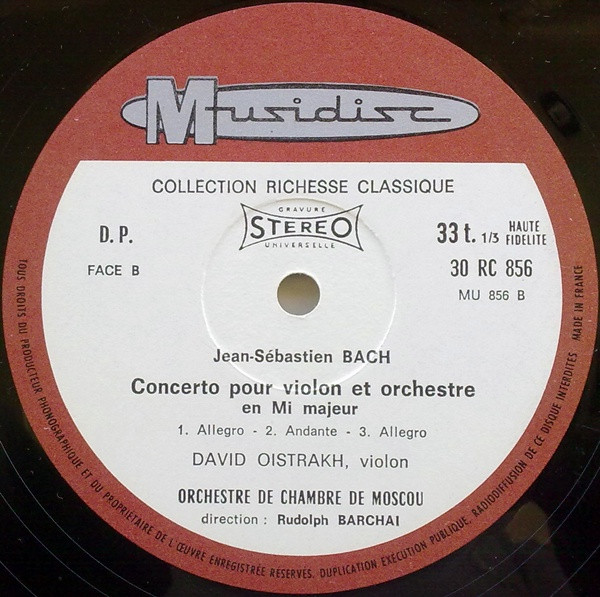 Musidisc
COLLECTION RICHESSE CLASSIQUE
GRAVURE
STEREO
UNIVERSELLE
D.P.
FACE B
33 t. 1/3 HAUTE FIDELITE
30 RC 856
MU 856 B
Jean-Sébastien BACH
Concerto pour violon et orchestre
en Mi majeur
1. Allegro - 2. Andante - 3. Allegro
DAVID OISTRAKH, violon
ORCHESTRE DE CHAMBRE DE MOSCOU
direction : Rudolph BARCHAI
TOUS DROITS DU PRODUCTEUR PHONOGRAPHIQUE ET DU PROPRIETAIRE DE L'ŒUVRE ENREGISTRÉE RESERVES. DUPLICATION EXÉCUTION PUBLIQUE, RADIODIFFUSION DE CE DISQUE INTERDITES
MADE IN FRANCE